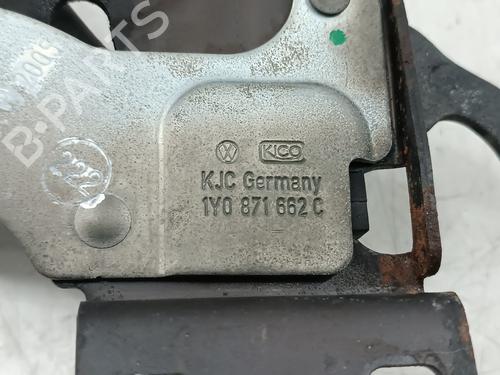 B-PARTS
KICO
KJC Germany
1Y0 871 662 C